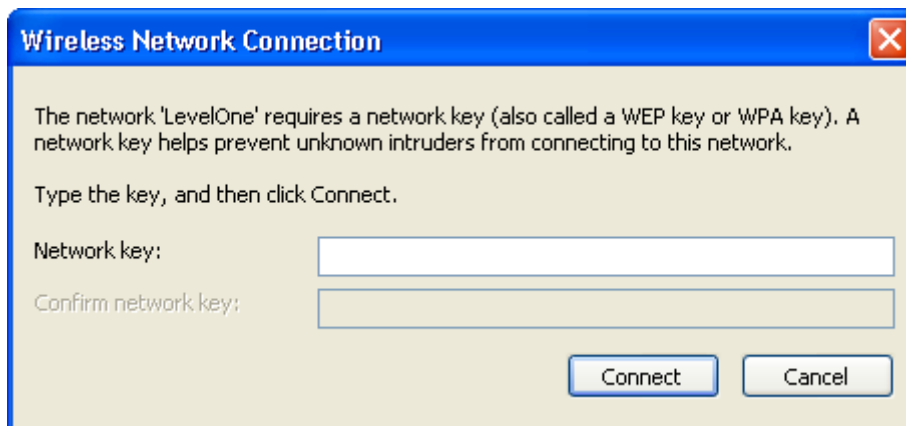 Wireless Network Connection
The network 'LevelOne' requires a network key (also called a WEP key or WPA key). A
network key helps prevent unknown intruders from connecting to this network.
Type the key, and then click Connect.
Network key:
Confirm network key:
Connect Cancel